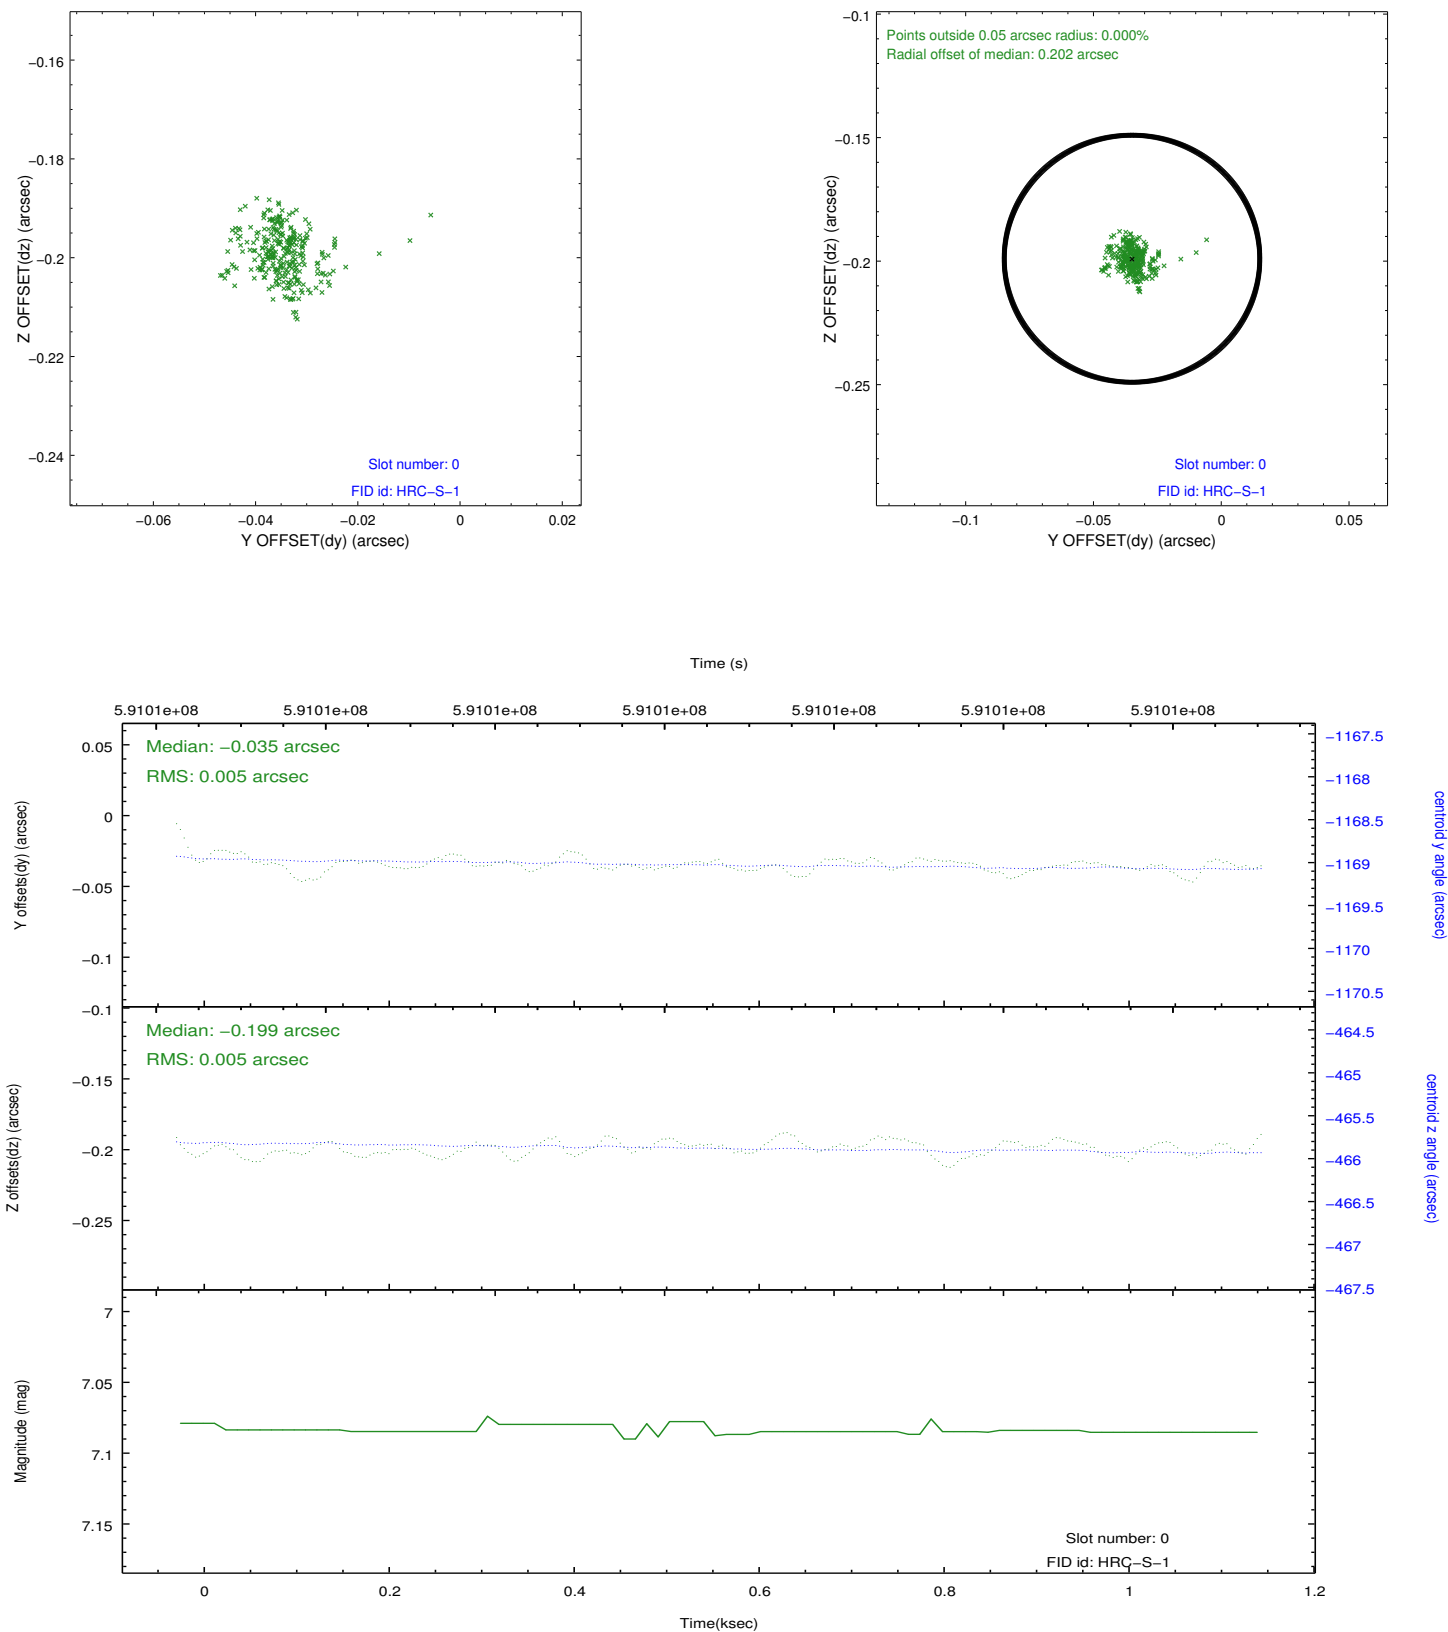 −0.16
−0.18
−0.2
−0.22
−0.24
Z OFFSET(dz) (arcsec)
Slot number: 0
FID id: HRC−S−1
−0.06
−0.04
−0.02
0
0.02
Y OFFSET(dy) (arcsec)
−0.1
−0.15
−0.2
−0.25
Z OFFSET(dz) (arcsec)
Points outside 0.05 arcsec radius: 0.000%
Radial offset of median: 0.202 arcsec
Slot number: 0
FID id: HRC−S−1
−0.1
−0.05
0
0.05
Y OFFSET(dy) (arcsec)
Time (s)
5.9101e+08
5.9101e+08
5.9101e+08
5.9101e+08
5.9101e+08
5.9101e+08
5.9101e+08
Y offsets(dy) (arcsec)
0.05
0
−0.05
−0.1
Median: −0.035 arcsec
RMS: 0.005 arcsec
−1167.5
−1168
−1168.5
−1169
−1169.5
−1170
−1170.5
centroid y angle (arcsec)
Z offsets(dz) (arcsec)
−0.1
−0.15
−0.2
−0.25
Median: −0.199 arcsec
RMS: 0.005 arcsec
−464.5
−465
−465.5
−466
−466.5
−467
−467.5
centroid z angle (arcsec)
Magnitude (mag)
7
7.05
7.1
7.15
Slot number: 0
FID id: HRC−S−1
0
0.2
0.4
0.6
0.8
1
1.2
Time(ksec)